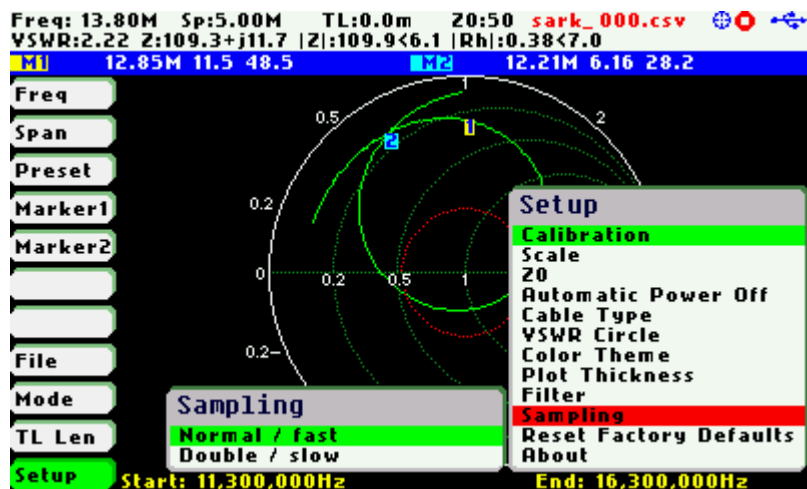 Freq: 13.80M Sp:5.00M TL:0.0m Z0:50 sark_000.csv
VSWR:2.22 Z:109.3+j11.7 |Z|:109.9<6.1 |Rh|:0.38<7.0
M1 12.85M 11.5 48.5 M2 12.21M 6.16 28.2
Freq
Span
Preset
Marker1
Marker2
File
Mode
TL Len
Setup
1
0.5
2
0.2
0
0.2
0.5
1
0.2
2
1
Setup
Calibration
Scale
Z0
Automatic Power Off
Cable Type
VSWR Circle
Color Theme
Plot Thickness
Filter
Sampling
Reset Factory Defaults
About
Sampling
Normal / fast
Double / slow
Start: 11,300,000Hz End: 16,300,000Hz